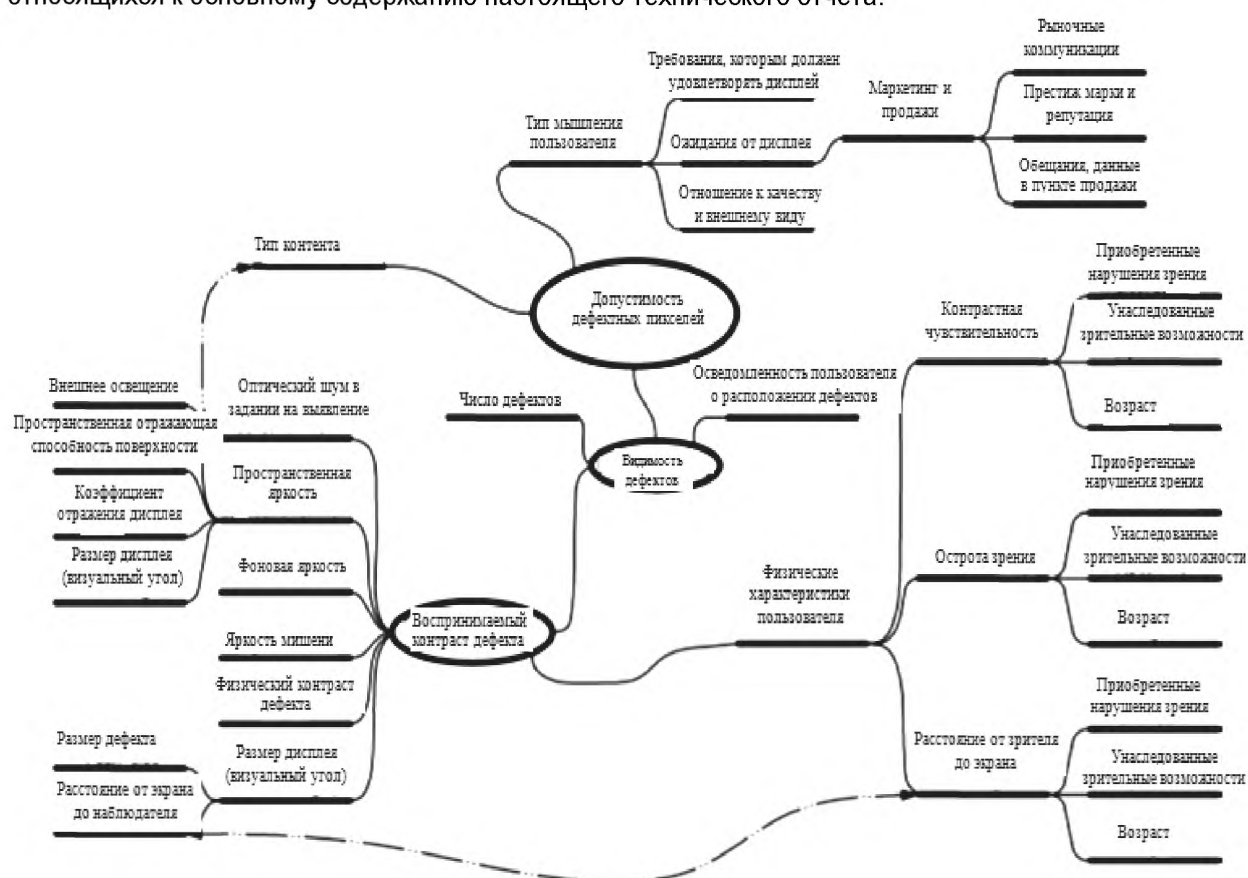 относящихся к основному содержанию настоящего технического отчета.
Рыночные
коммуникации
Требования, которым должен
удовлетворять дисплей
Маркетинг и
продажи
Престиж марки и
репутация
Тип мышления
пользователя
Ожидания от дисплея
Обещания, данные
в пункте продажи
Отношение к качеству
и внешнему виду
Тип контента
Допустимость
дефектных пикселей
Приобретенные
нарушения зрения
Контрастная
чувствительность
Унаследованные
зрительные возможности
Возраст
Осведомленность пользователя
о расположении дефектов
Число дефектов
Видимость
дефектов
Внешнее освещение
Оптический шум в
задании на выявление
Пространственная отражающая
способность поверхности
Пространственная
яркость
Коэффициент
отражения дисплея
Размер дисплея
(визуальный угол)
Фоновая яркость
Яркость мишени
Воспринимаемый
контраст дефекта
Физический контраст
дефекта
Размер дефекта
Размер дисплея
(визуальный угол)
Расстояние от экрана
до наблюдателя
Физические
характеристики
пользователя
Приобретенные
нарушения зрения
Острота зрения
Унаследованные
зрительные возможности
Возраст
Приобретенные
нарушения зрения
Расстояние от зрителя
до экрана
Унаследованные
зрительные возможности
Возраст